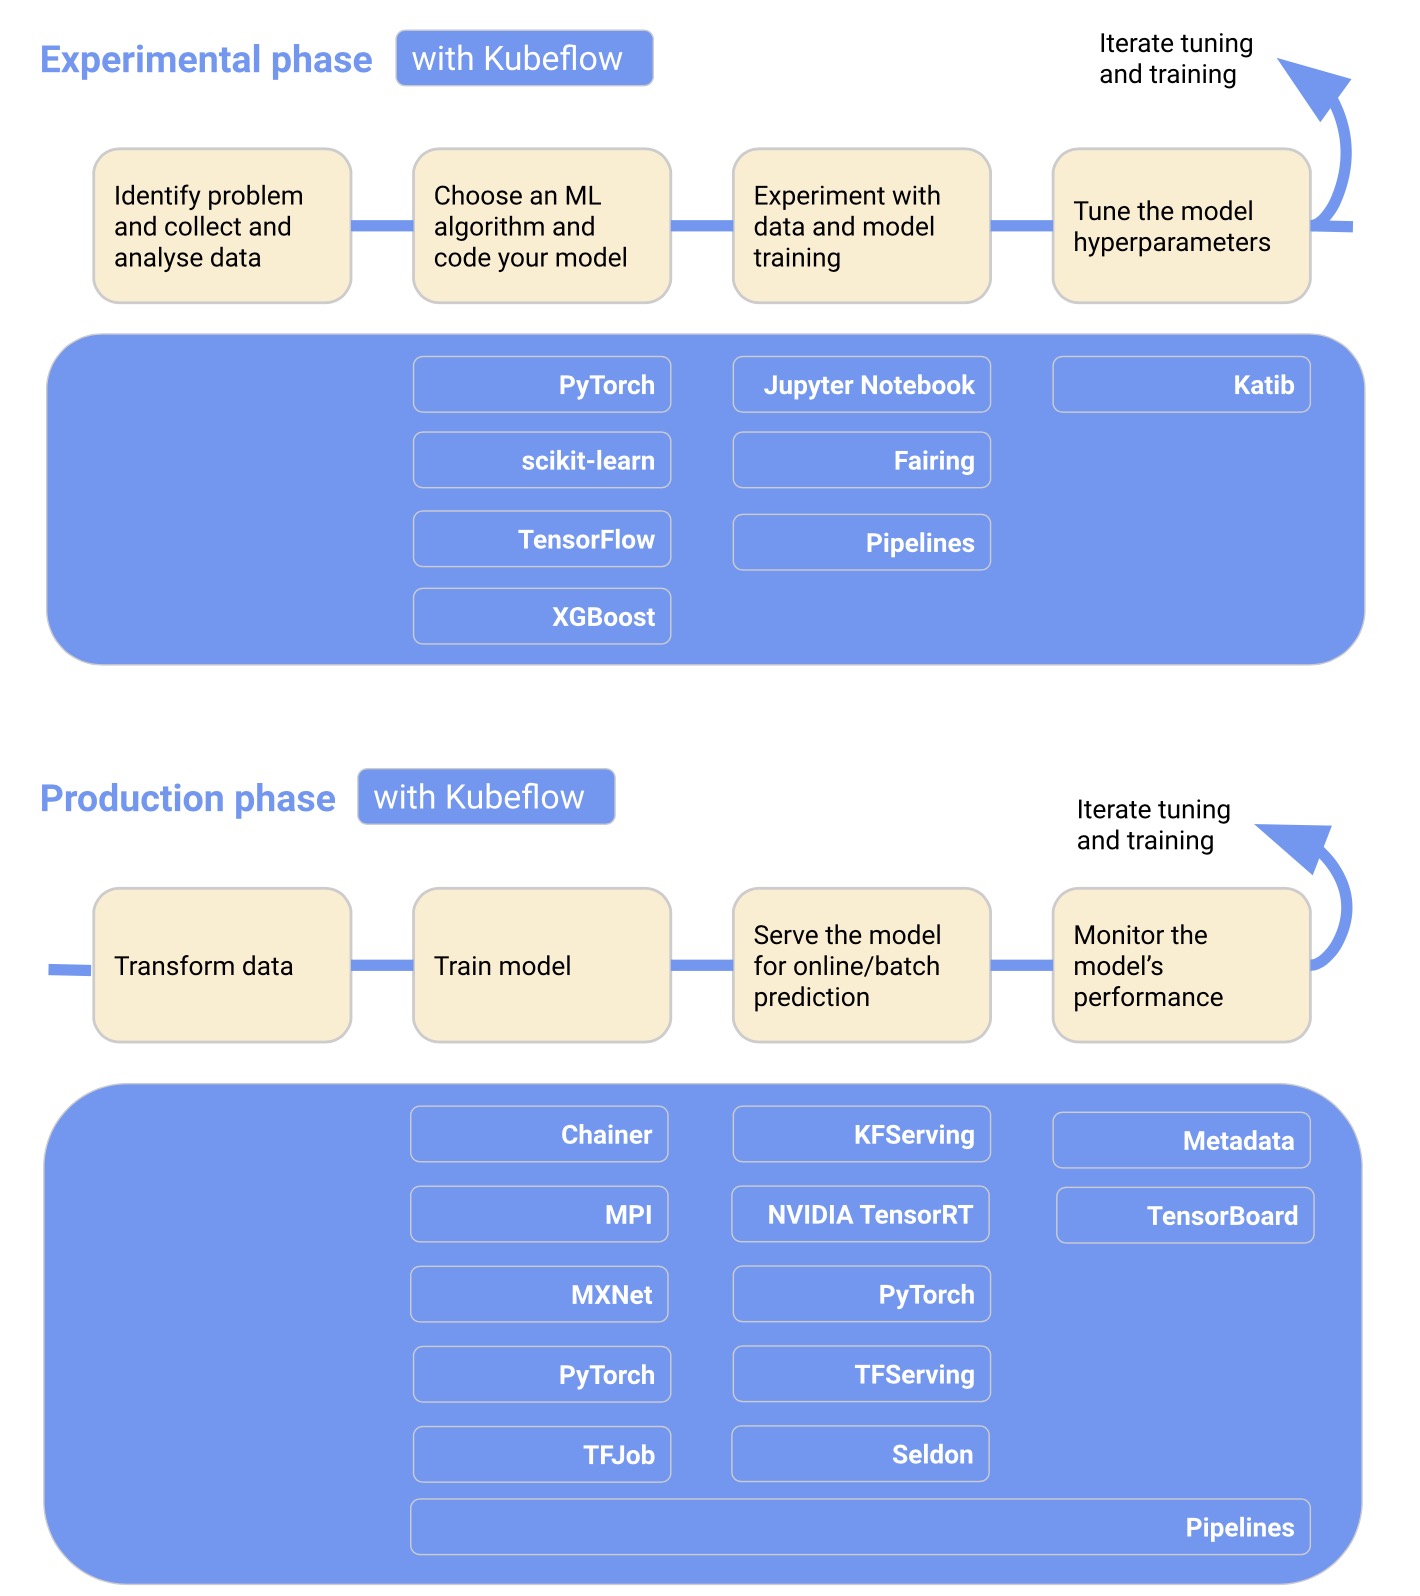 Experimental phase with Kubeflow
Iterate tuning
and training
Identify problem
and collect and
analyse data
Choose an ML
algorithm and
code your model
Experiment with
data and model
training
Tune the model
hyperparameters
PyTorch
scikit-learn
TensorFlow
XGBoost
Jupyter Notebook
Fairing
Pipelines
Katib
Production phase with Kubeflow
Iterate tuning
and training
Transform data
Train model
Serve the model
for online/batch
prediction
Monitor the
model’s
performance
Chainer
MPI
MXNet
PyTorch
TFJob
KFServing
NVIDIA TensorRT
PyTorch
TFServing
Seldon
Metadata
TensorBoard
Pipelines